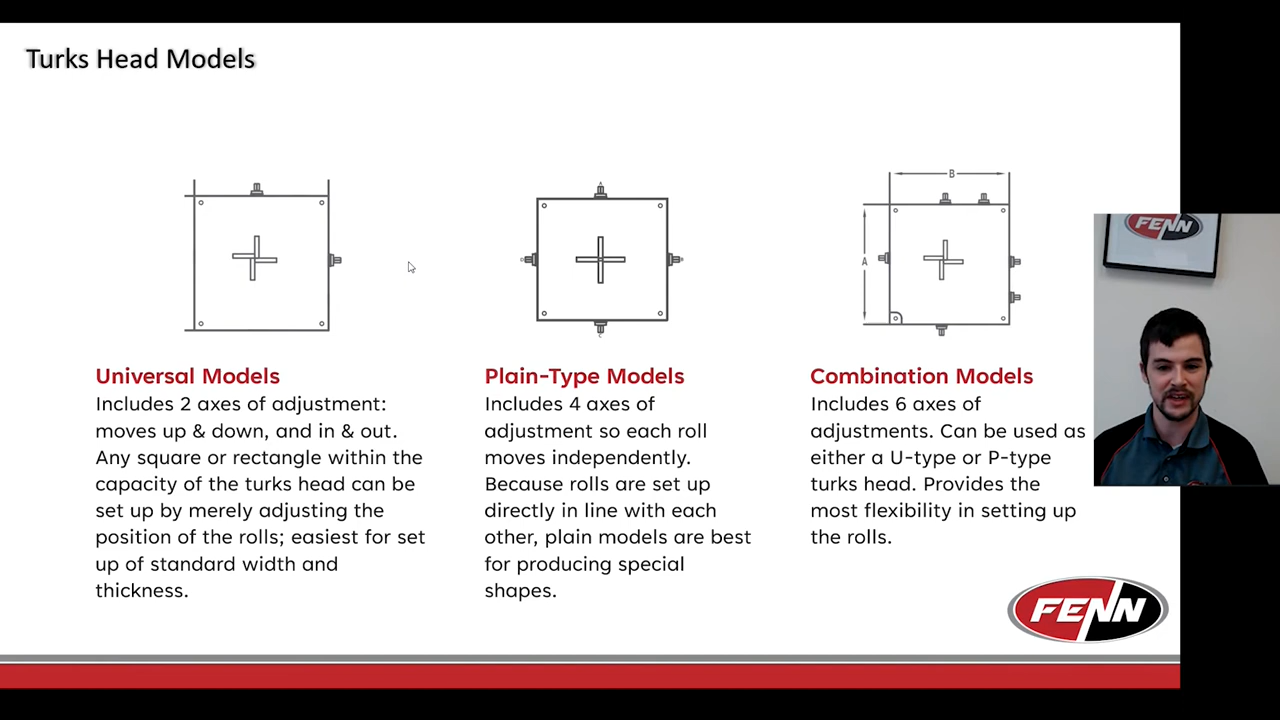 Turks Head Models
B
A
Universal Models
Includes 2 axes of adjustment:
moves up & down, and in & out.
Any square or rectangle within the
capacity of the turks head can be
set up by merely adjusting the
position of the rolls; easiest for set
up of standard width and
thickness.
Plain-Type Models
Includes 4 axes of
adjustment so each roll
moves independently.
Because rolls are set up
directly in line with each
other, plain models are best
for producing special
shapes.
Combination Models
Includes 6 axes of
adjustments. Can be used as
either a U-type or P-type
turks head. Provides the
most flexibility in setting up
the rolls.
FENN
FENN